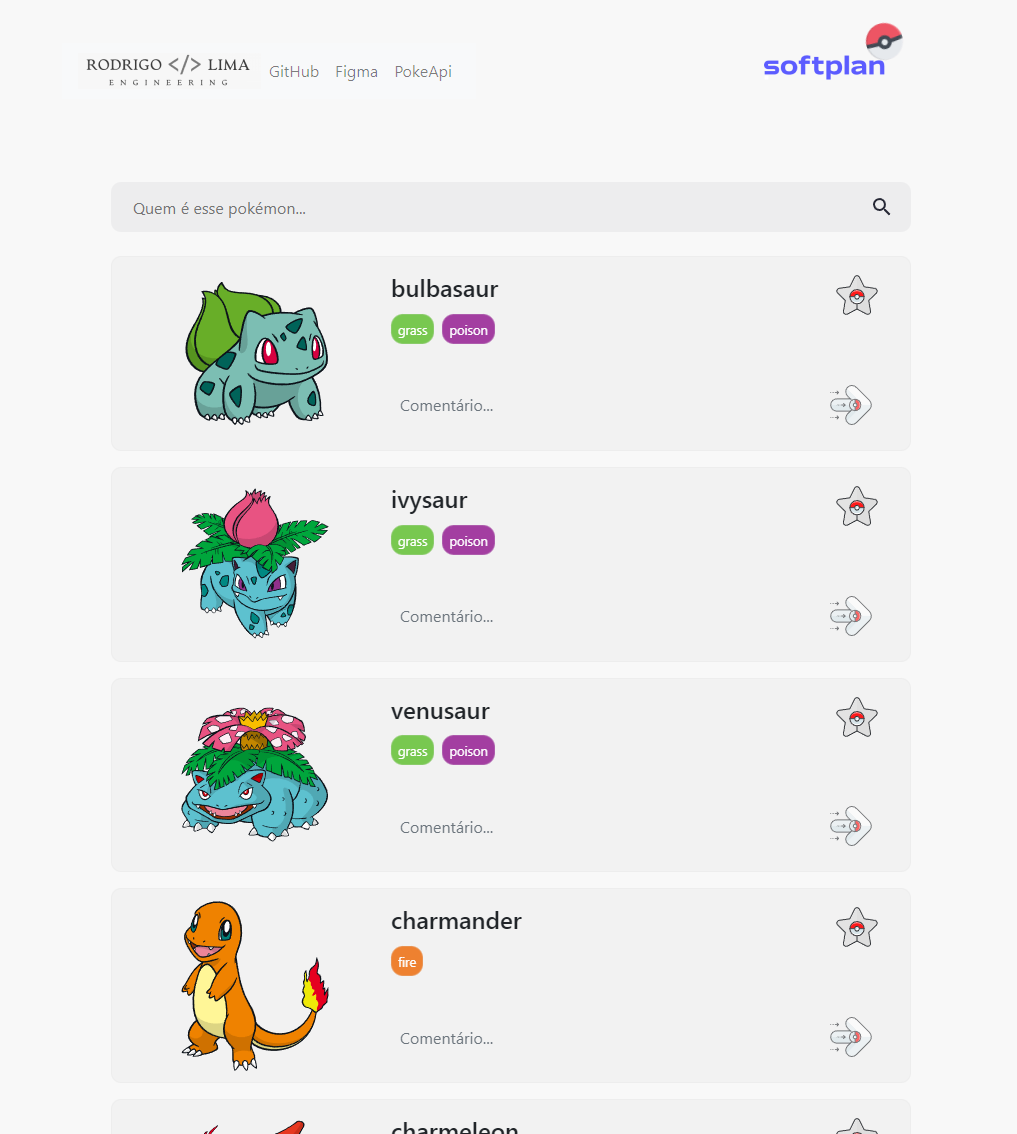 RODRIGO </> LIMA
ENGINEERING
GitHub Figma PokeApi
softplan
Quem é esse pokémon...
bulbasaur
grass poison
Comentário...
ivysaur
grass poison
Comentário...
venusaur
grass poison
Comentário...
charmander
fire
Comentário...
charmeleon